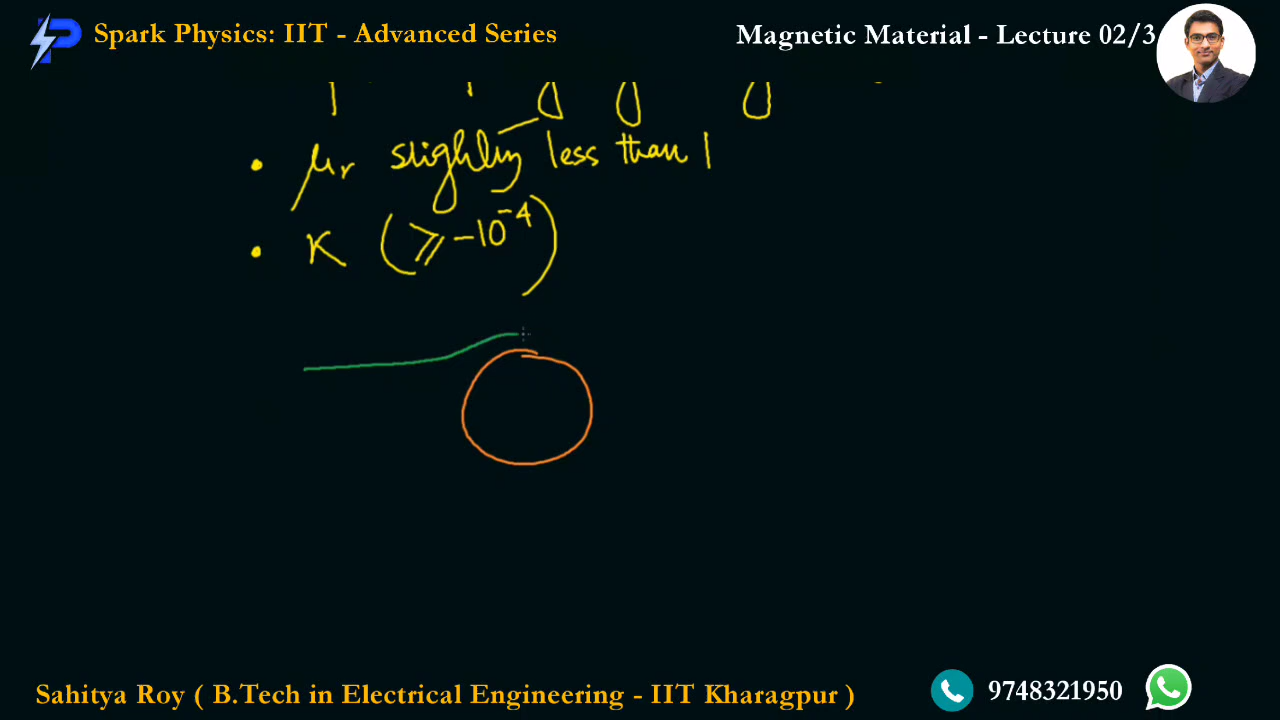 Spark Physics: IIT - Advanced Series
Magnetic Material - Lecture 02/3
• μr slighly less than 1
• K (⩾ -10⁻⁴)
Sahitya Roy ( B.Tech in Electrical Engineering - IIT Kharagpur )
9748321950